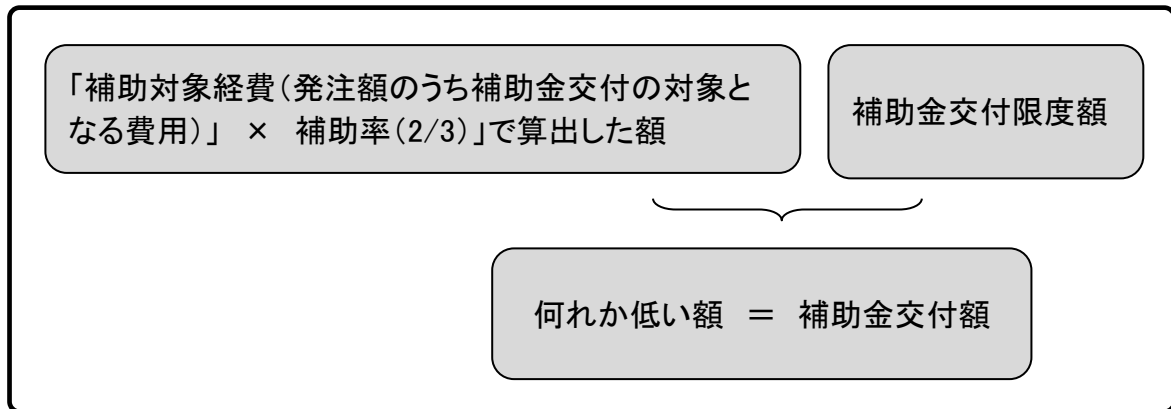 「補助対象経費(発注額のうち補助金交付の対象と
なる費用)」 × 補助率(2/3)」で算出した額
補助金交付限度額
何れか低い額 = 補助金交付額